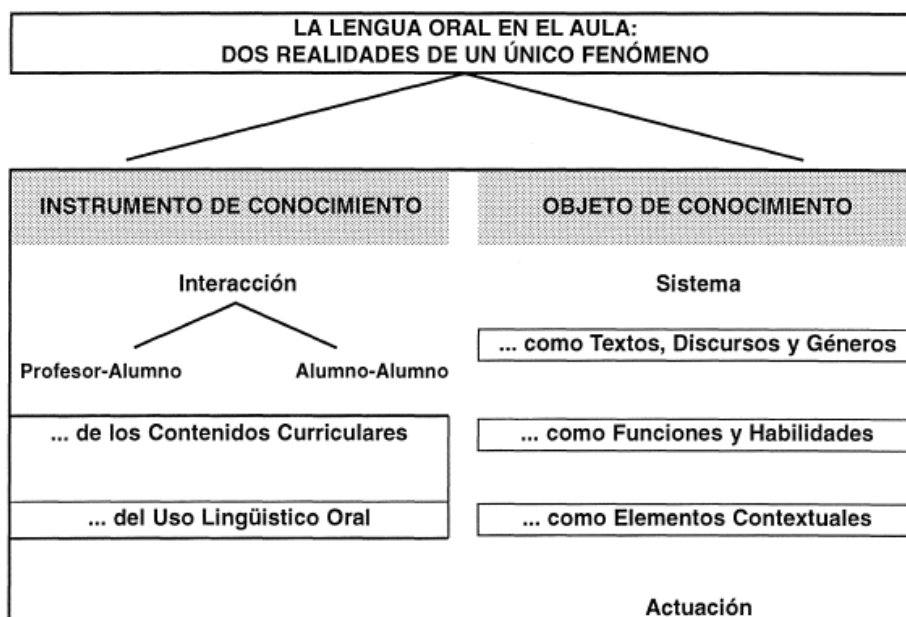 LA LENGUA ORAL EN EL AULA:
DOS REALIDADES DE UN ÚNICO FENÓMENO
INSTRUMENTO DE CONOCIMIENTO
Interacción
Profesor-Alumno
Alumno-Alumno
... de los Contenidos Curriculares
... del Uso Lingüistico Oral
OBJETO DE CONOCIMIENTO
Sistema
... como Textos, Discursos y Géneros
... como Funciones y Habilidades
... como Elementos Contextuales
Actuación